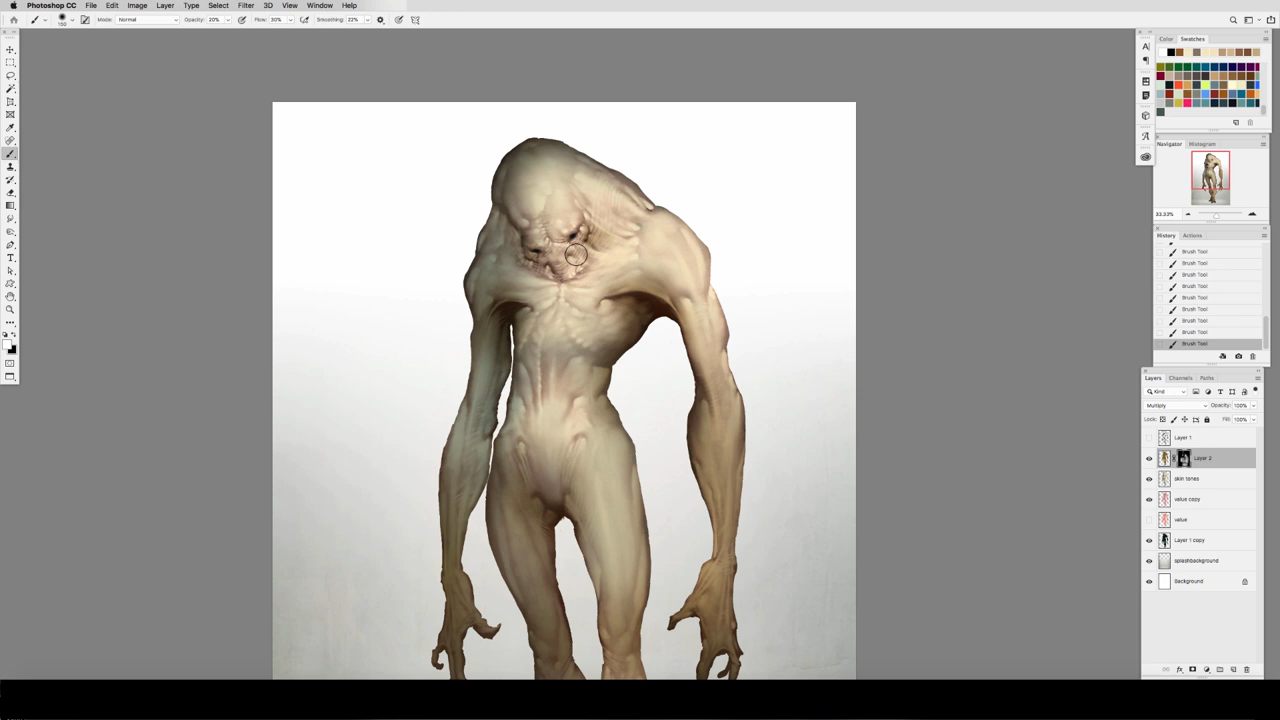 Photoshop CC File Edit Image Layer Type Select Filter 3D View Window Help
150 Mode: Normal Opacity: 20% Flow: 30% Smoothing: 22%
Color Swatches
Navigator Histogram
33.33%
History Actions
Brush Tool
Brush Tool
Brush Tool
Brush Tool
Brush Tool
Brush Tool
Brush Tool
Brush Tool
Brush Tool
Layers Channels Paths
Kind
Multiply Opacity: 100%
Lock: Fill: 100%
Layer 1
Layer 2
skin tones
value copy
value
Layer 1 copy
splashbackground
Background